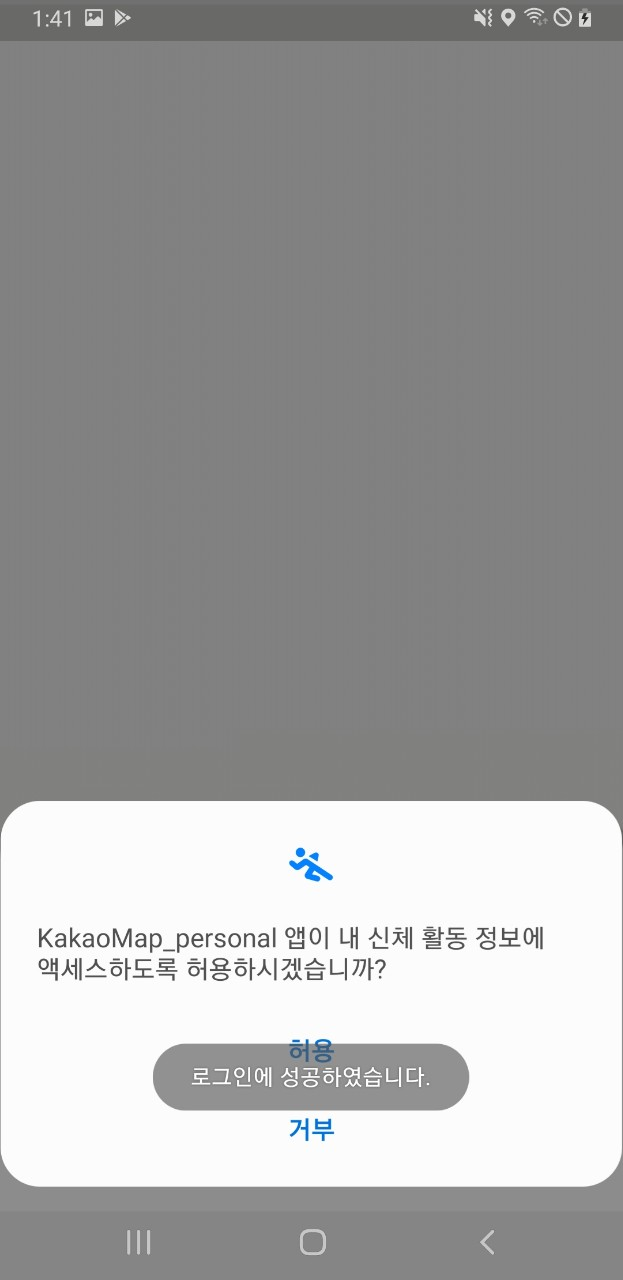 1:41
KakaoMap_personal 앱이 내 신체 활동 정보에
액세스하도록 허용하시겠습니까?
허용
로그인에 성공하였습니다.
거부